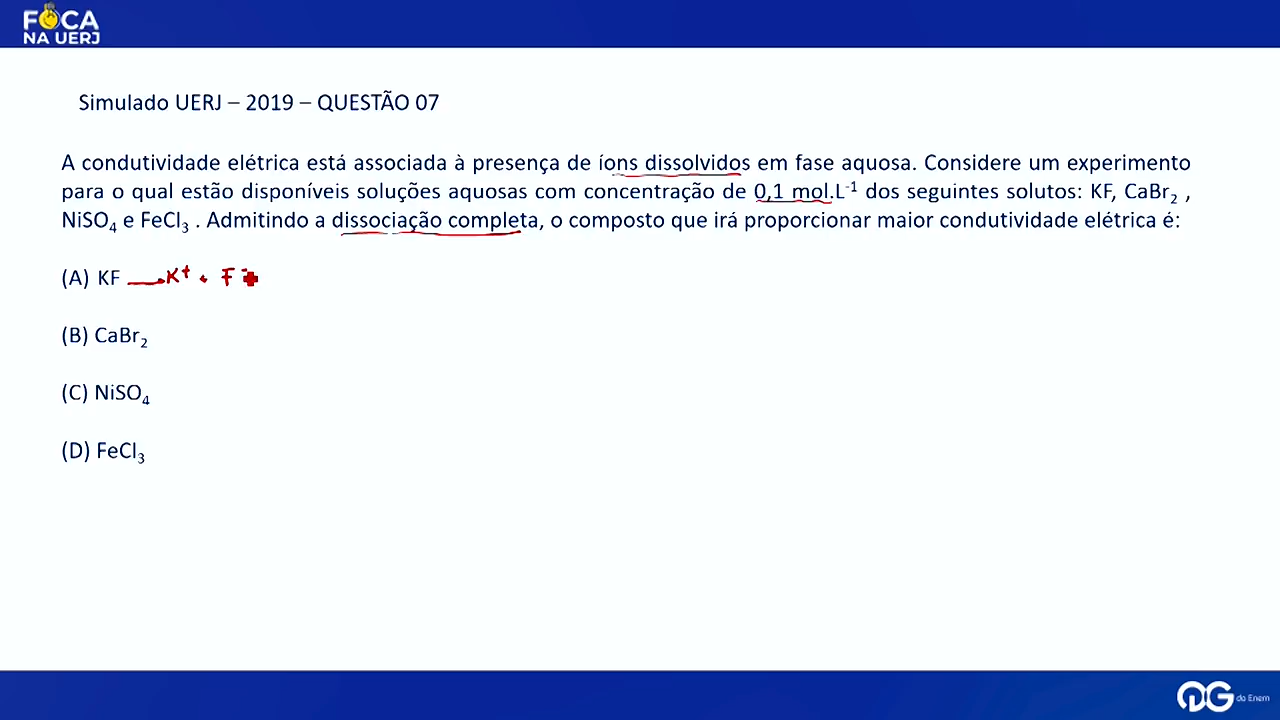 FOCA
NA UERJ
Simulado UERJ – 2019 – QUESTÃO 07
A condutividade elétrica está associada à presença de íons dissolvidos em fase aquosa. Considere um experimento
para o qual estão disponíveis soluções aquosas com concentração de 0,1 mol.L⁻¹ dos seguintes solutos: KF, CaBr₂ ,
NiSO₄ e FeCl₃ . Admitindo a dissociação completa, o composto que irá proporcionar maior condutividade elétrica é:
(A) KF → K⁺ + F⁻
(B) CaBr₂
(C) NiSO₄
(D) FeCl₃
QG do Enem